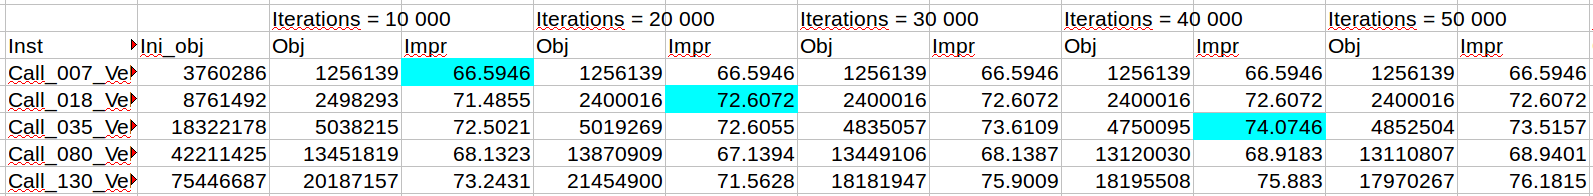 Iterations = 10 000 Iterations = 20 000 Iterations = 30 000 Iterations = 40 000 Iterations = 50 000
Inst Ini_obj Obj Impr Obj Impr Obj Impr Obj Impr Obj Impr
Call_007_Ve 3760286 1256139 66.5946 1256139 66.5946 1256139 66.5946 1256139 66.5946 1256139 66.5946
Call_018_Ve 8761492 2498293 71.4855 2400016 72.6072 2400016 72.6072 2400016 72.6072 2400016 72.6072
Call_035_Ve 18322178 5038215 72.5021 5019269 72.6055 4835057 73.6109 4750095 74.0746 4852504 73.5157
Call_080_Ve 42211425 13451819 68.1323 13870909 67.1394 13449106 68.1387 13120030 68.9183 13110807 68.9401
Call_130_Ve 75446687 20187157 73.2431 21454900 71.5628 18181947 75.9009 18195508 75.883 17970267 76.1815